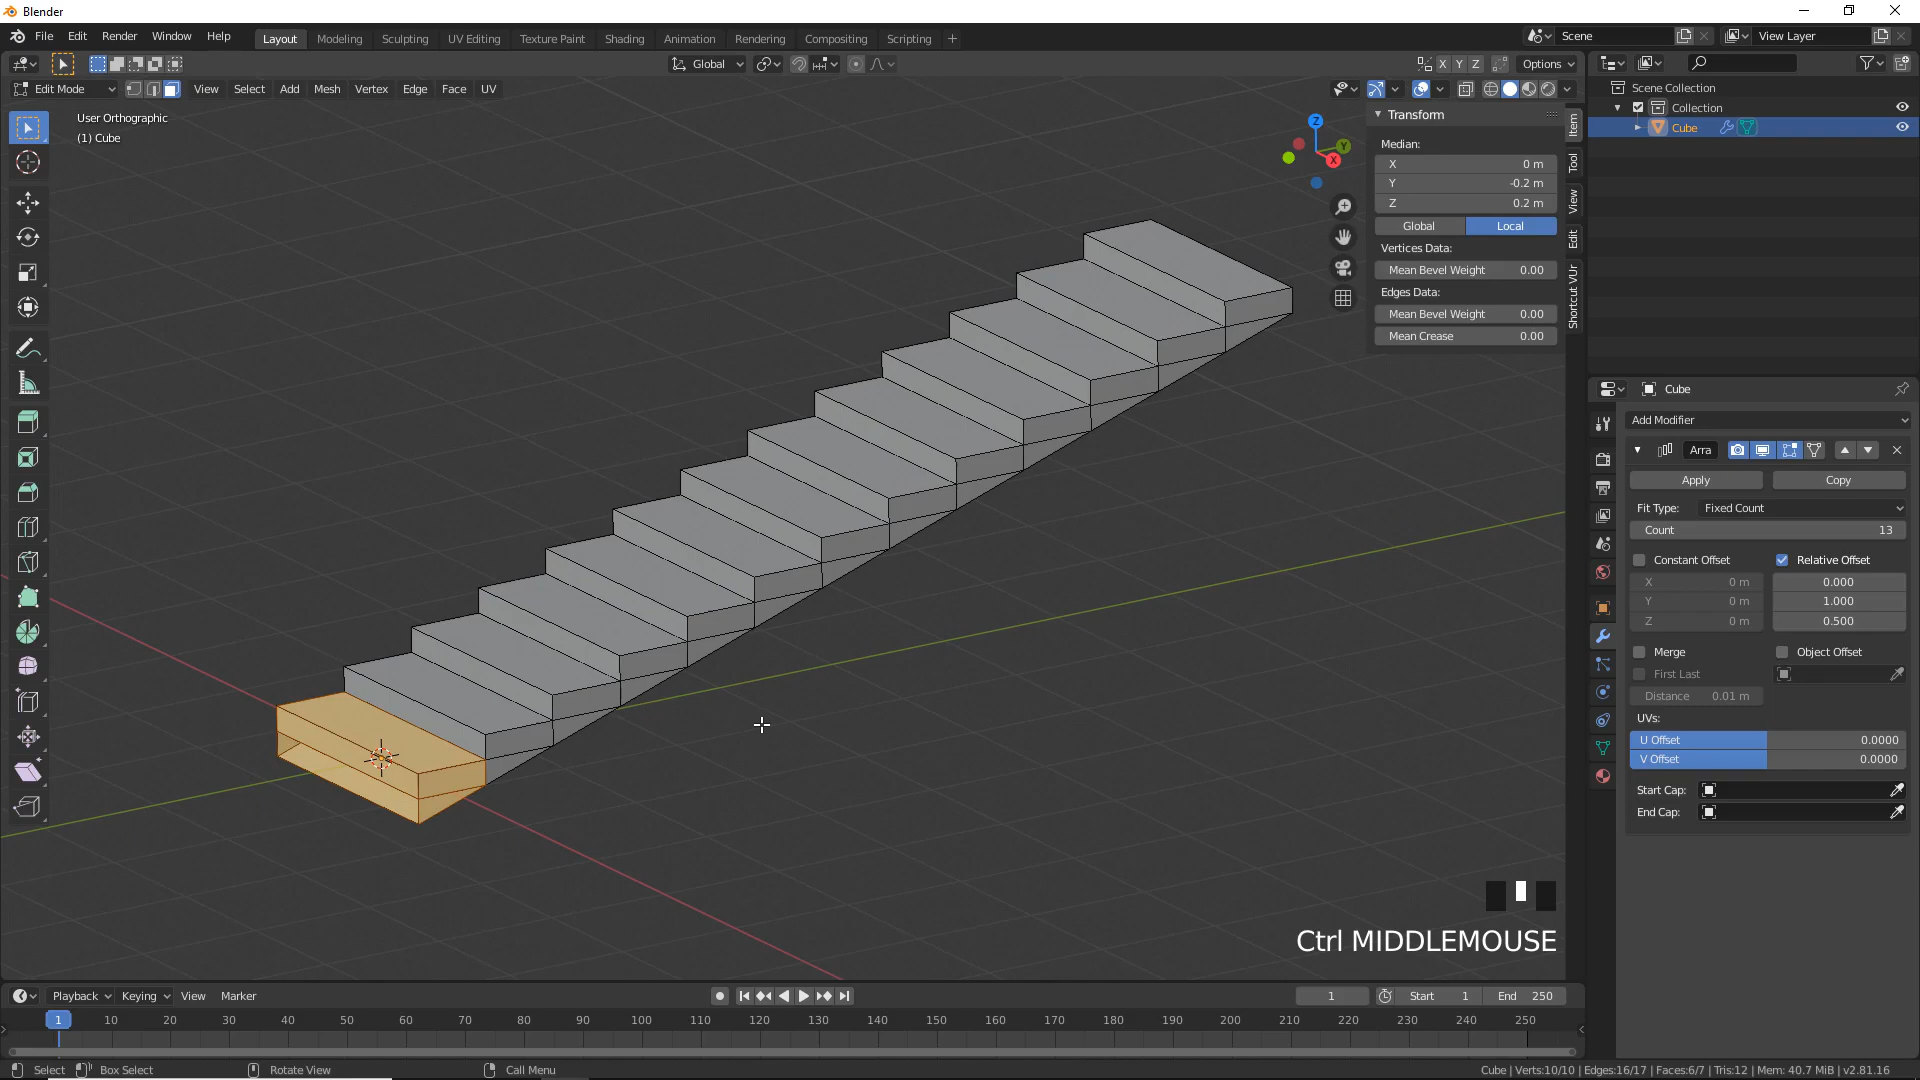 Blender
File Edit Render Window Help
Layout Modeling Sculpting UV Editing Texture Paint Shading Animation Rendering Compositing Scripting +
Scene View Layer
Global X Y Z Options
Edit Mode View Select Add Mesh Vertex Edge Face UV
User Orthographic
(1) Cube
Z
Y
X
Transform
Median:
X 0 m
Y -0.2 m
Z 0.2 m
Global Local
Vertices Data:
Mean Bevel Weight 0.00
Edges Data:
Mean Bevel Weight 0.00
Mean Crease 0.00
Item
Tool
View
Edit
Shortcut VUr
Scene Collection
Collection
Cube
Cube
Add Modifier
Arra
Apply Copy
Fit Type: Fixed Count
Count 13
Constant Offset Relative Offset
X 0 m 0.000
Y 0 m 1.000
Z 0 m 0.500
Merge Object Offset
First Last
Distance 0.01 m
UVs:
U Offset 0.0000
V Offset 0.0000
Start Cap:
End Cap:
Ctrl MIDDLEMOUSE
Playback Keying View Marker 1 Start 1 End 250
1 10 20 30 40 50 60 70 80 90 100 110 120 130 140 150 160 170 180 190 200 210 220 230 240 250
Select Box Select Rotate View Call Menu Cube | Verts:10/10 | Edges:16/17 | Faces:6/7 | Tris:12 | Mem: 40.7 MiB | v2.81.16